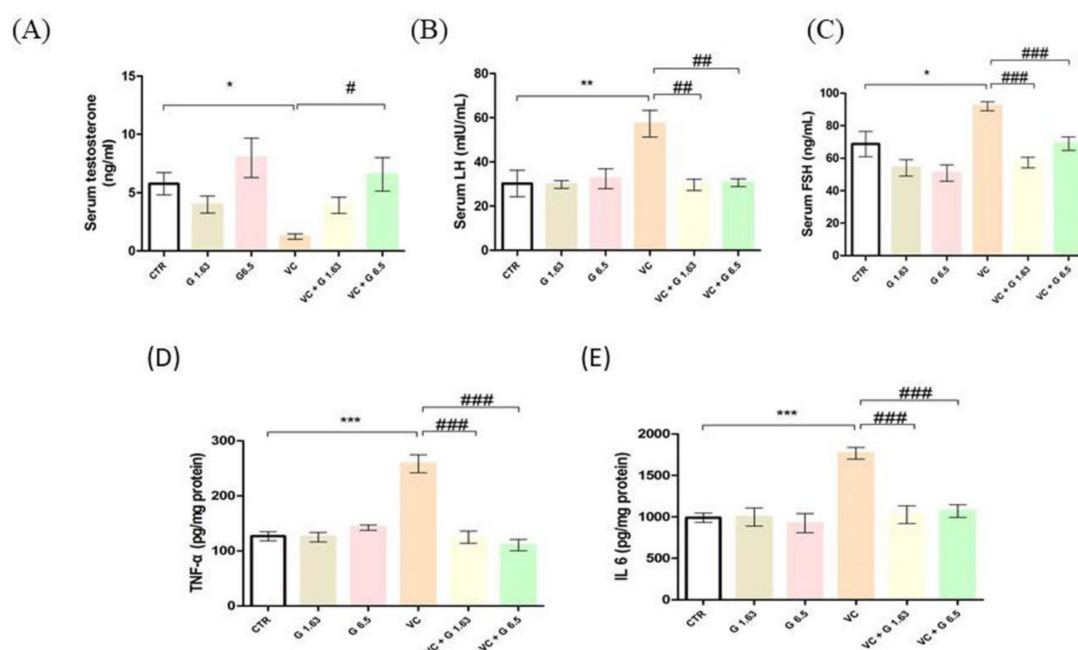 (A)
*
#
Serum testosterone
(ng/ml)
15
10
5
0
CTR
G 1.63
G6.5
VC
VC + G 1.63
VC + G 6.5
(B)
##
**
##
Serum LH (mIU/mL)
80
60
40
20
0
CTR
G 1.63
G 6.5
VC
VC + G 1.63
VC + G 6.5
(C)
###
*
###
Serum FSH (ng/mL)
100
80
60
40
20
0
CTR
G 1.63
G 6.5
VC
VC + G 1.63
VC + G 6.5
(D)
###
***
###
TNF-α (pg/mg protein)
300
200
100
0
CTR
G 1.63
G 6.5
VC
VC + G 1.63
VC + G 6.5
(E)
###
***
###
IL 6 (pg/mg protein)
2000
1500
1000
500
0
CTR
G 1.63
G 6.5
VC
VC + G 1.63
VC + G 6.5